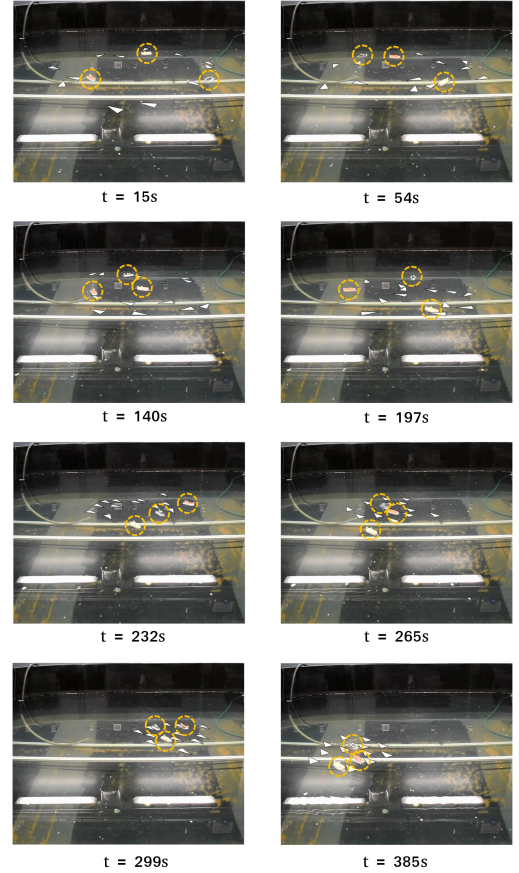 t = 15s
t = 54s
t = 140s
t = 197s
t = 232s
t = 265s
t = 299s
t = 385s